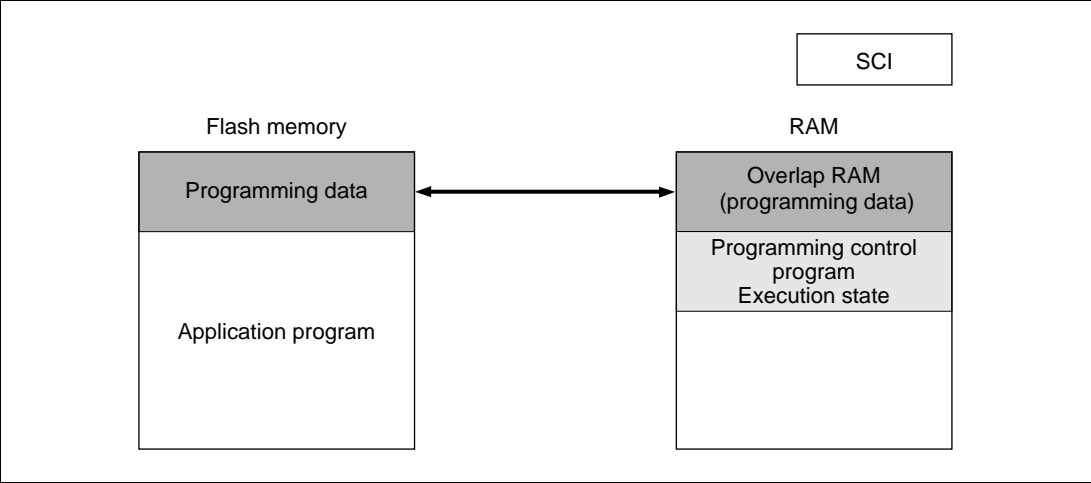 SCI
Flash memory
RAM
Programming data
Overlap RAM
(programming data)
Programming control
program
Execution state
Application program